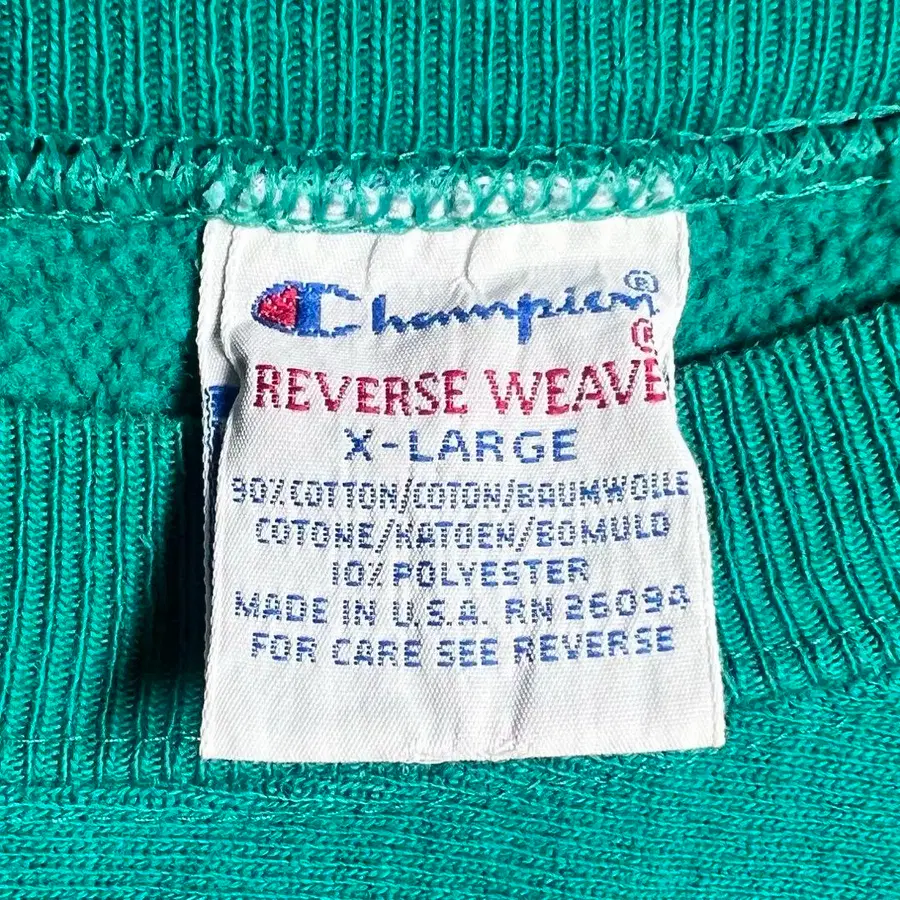 Champion®
®
REVERSE WEAVE
X-LARGE
90% COTTON/COTON/BAUMWOLLE
COTONE/KATOEN/BOMULD
10% POLYESTER
MADE IN U.S.A. RN 26094
FOR CARE SEE REVERSE